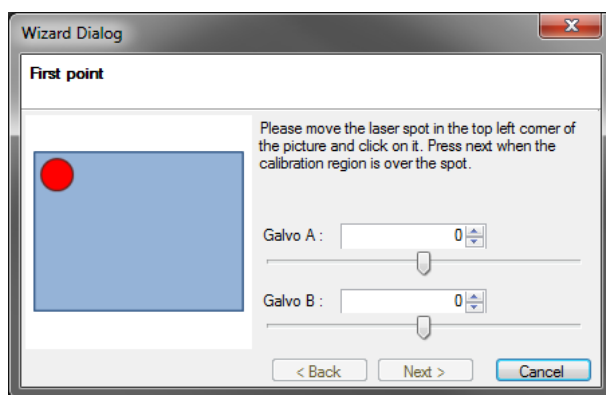 Wizard Dialog
First point
Please move the laser spot in the top left corner of
the picture and click on it. Press next when the
calibration region is over the spot.
Galvo A : 0
Galvo B : 0
< Back Next > Cancel